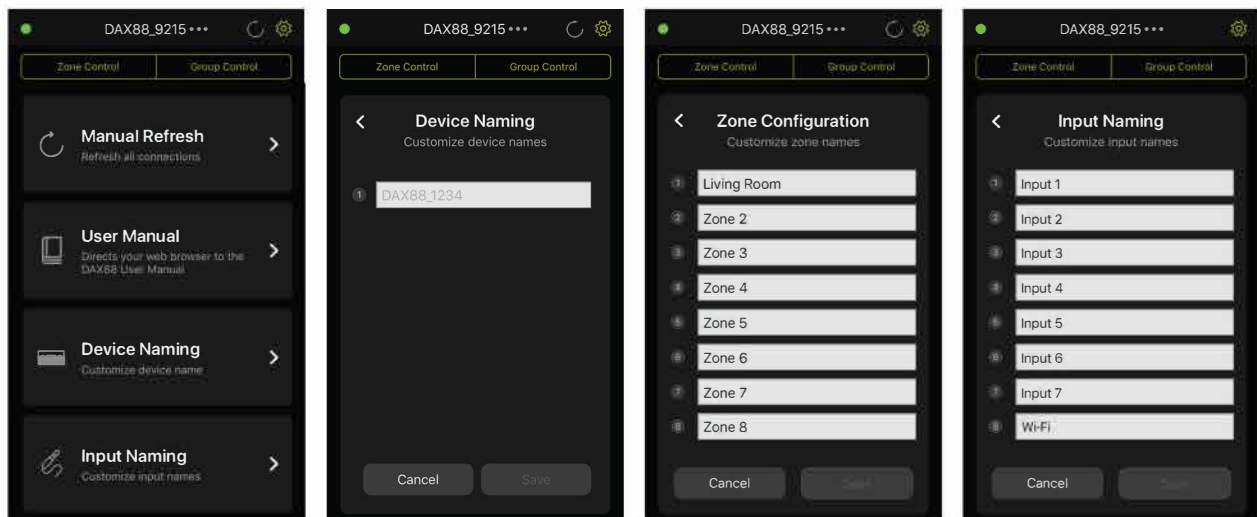 DAX88_9215•••
Zone Control
Group Control
Manual Refresh
Refresh all connections
User Manual
Directs your web browser to the
DAX88 User Manual
Device Naming
Customize device name
Input Naming
Customize input names
DAX88_9215•••
Zone Control
Group Control
Device Naming
Customize device names
1
DAX88_1234
Cancel
Save
DAX88_9215•••
Zone Control
Group Control
Zone Configuration
Customize zone names
1 Living Room
2 Zone 2
3 Zone 3
4 Zone 4
5 Zone 5
6 Zone 6
7 Zone 7
8 Zone 8
Cancel
Save
DAX88_9215•••
Zone Control
Group Control
Input Naming
Customize input names
1 Input 1
2 Input 2
3 Input 3
4 Input 4
5 Input 5
6 Input 6
7 Input 7
8 Wi-Fi
Cancel
Save